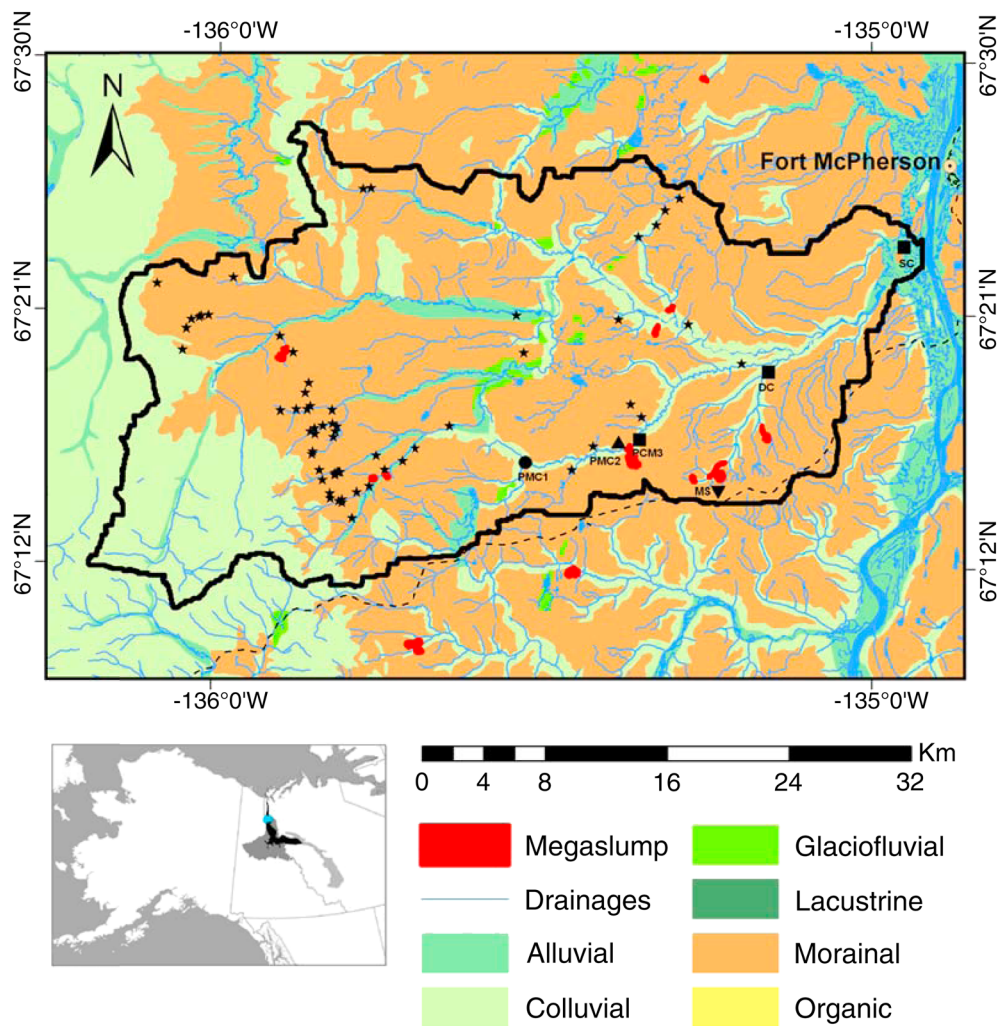 -136°0'W -135°0'W
67°30'N 67°30'N
N
Fort McPherson
SC
67°21'N 67°21'N
DC
PMC2 PCM3
PMC1
MS
67°12'N 67°12'N
-136°0'W -135°0'W
Km
0 4 8 16 24 32
Megaslump Glaciofluvial
Drainages Lacustrine
Alluvial Morainal
Colluvial Organic